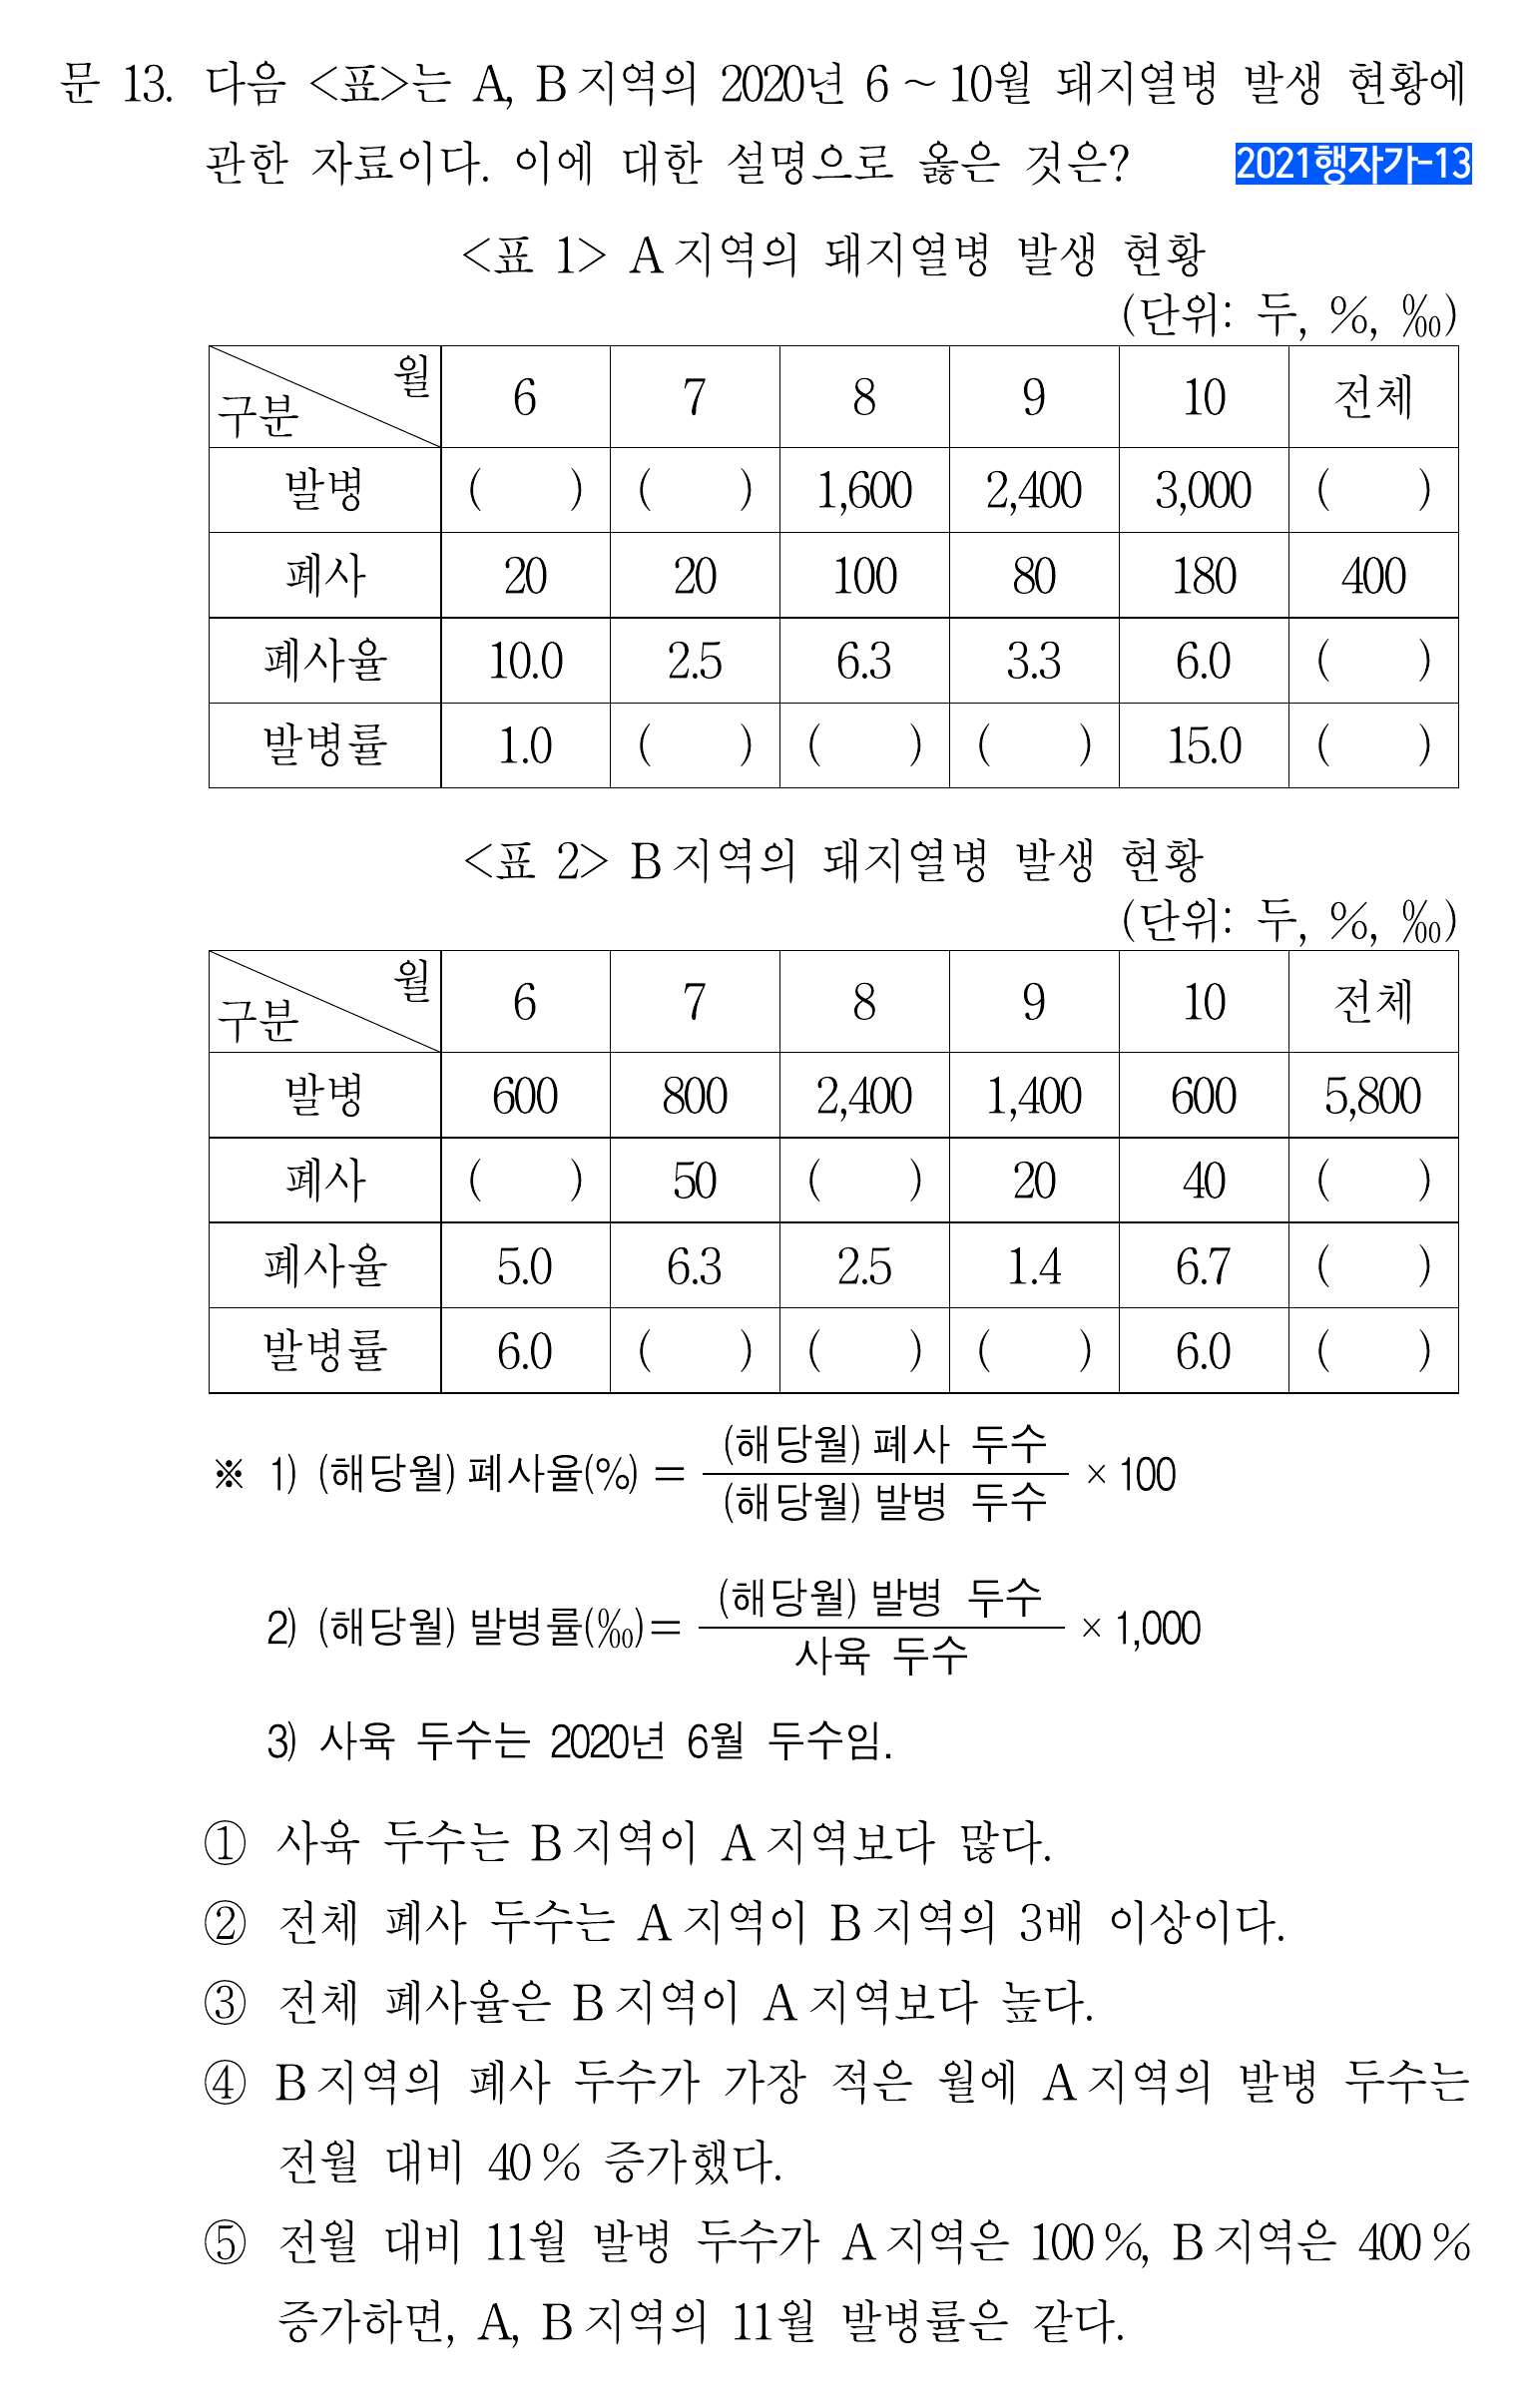 문 13. 다음 <표>는 A, B지역의 2020년 6~10월 돼지열병 발생 현황에
관한 자료이다. 이에 대한 설명으로 옳은 것은? 2021행자가-13
<표 1> A지역의 돼지열병 발생 현황
(단위: 두, %, ‰)
구분 월 6 7 8 9 10 전체
발병 ( ) ( ) 1,600 2,400 3,000 ( )
폐사 20 20 100 80 180 400
폐사율 10.0 2.5 6.3 3.3 6.0 ( )
발병률 1.0 ( ) ( ) ( ) 15.0 ( )
<표 2> B지역의 돼지열병 발생 현황
(단위: 두, %, ‰)
구분 월 6 7 8 9 10 전체
발병 600 800 2,400 1,400 600 5,800
폐사 ( ) 50 ( ) 20 40 ( )
폐사율 5.0 6.3 2.5 1.4 6.7 ( )
발병률 6.0 ( ) ( ) ( ) 6.0 ( )
※ 1) (해당월) 폐사율(%) = (해당월) 폐사 두수 / (해당월) 발병 두수 × 100
2) (해당월) 발병률(‰) = (해당월) 발병 두수 / 사육 두수 × 1,000
3) 사육 두수는 2020년 6월 두수임.
① 사육 두수는 B지역이 A지역보다 많다.
② 전체 폐사 두수는 A지역이 B지역의 3배 이상이다.
③ 전체 폐사율은 B지역이 A지역보다 높다.
④ B지역의 폐사 두수가 가장 적은 월에 A지역의 발병 두수는
전월 대비 40% 증가했다.
⑤ 전월 대비 11월 발병 두수가 A지역은 100%, B지역은 400%
증가하면, A, B지역의 11월 발병률은 같다.